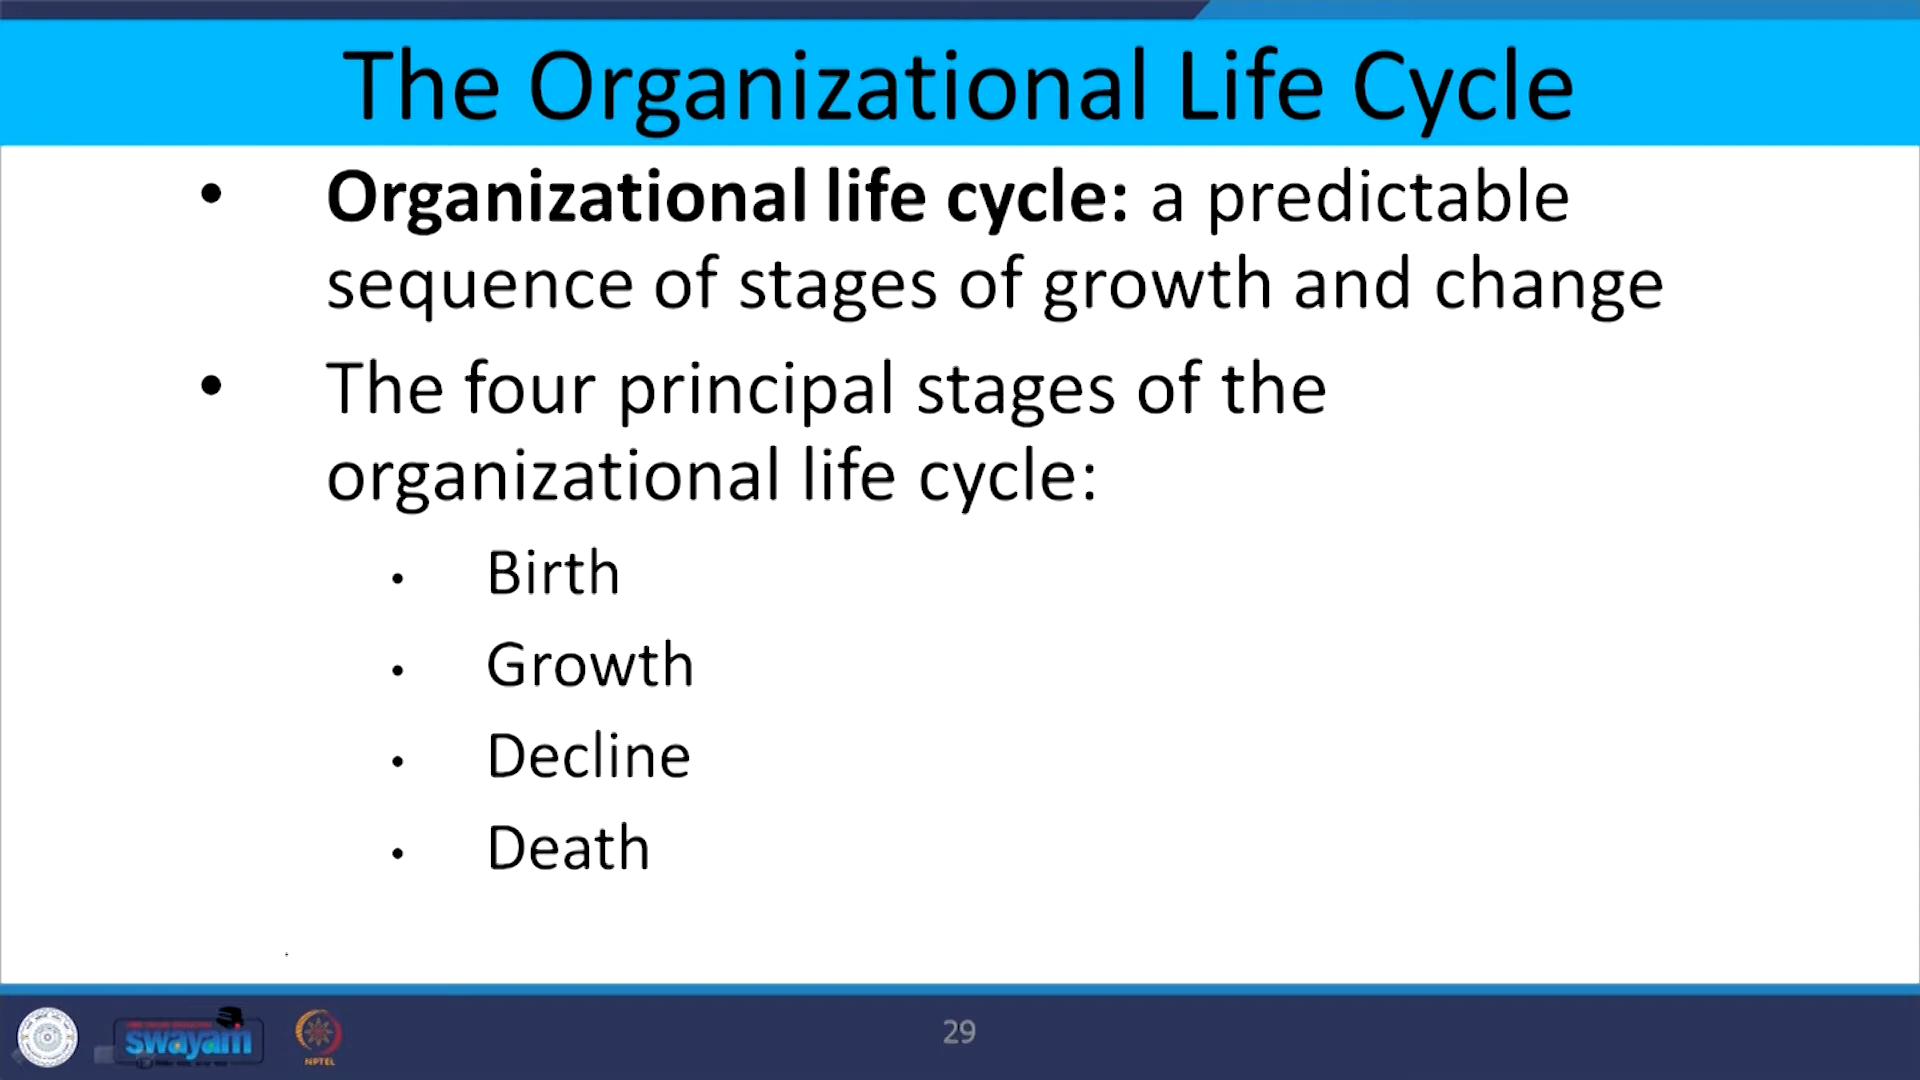 The Organizational Life Cycle
• Organizational life cycle: a predictable
sequence of stages of growth and change
• The four principal stages of the
organizational life cycle:
• Birth
• Growth
• Decline
• Death
swayam
NPTEL
29